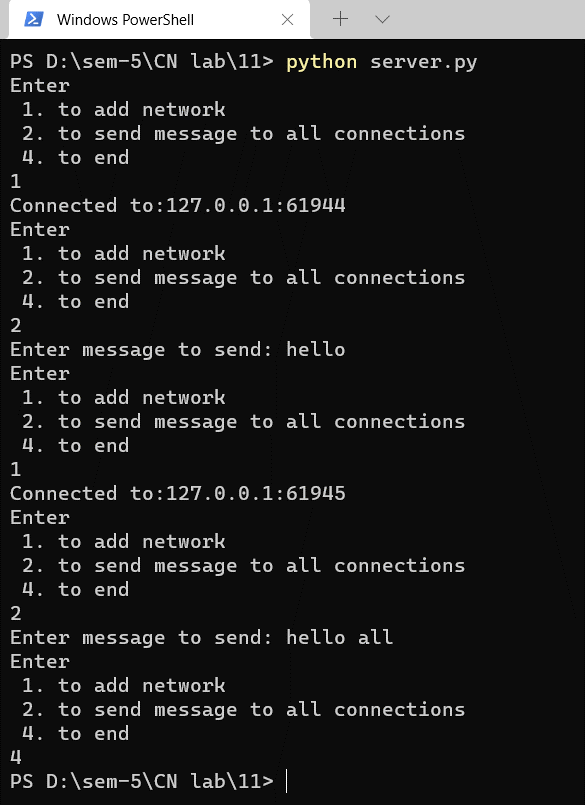 Windows PowerShell
PS D:\sem-5\CN lab\11> python server.py
Enter
 1. to add network
 2. to send message to all connections
 4. to end
1
Connected to:127.0.0.1:61944
Enter
 1. to add network
 2. to send message to all connections
 4. to end
2
Enter message to send: hello
Enter
 1. to add network
 2. to send message to all connections
 4. to end
1
Connected to:127.0.0.1:61945
Enter
 1. to add network
 2. to send message to all connections
 4. to end
2
Enter message to send: hello all
Enter
 1. to add network
 2. to send message to all connections
 4. to end
4
PS D:\sem-5\CN lab\11>